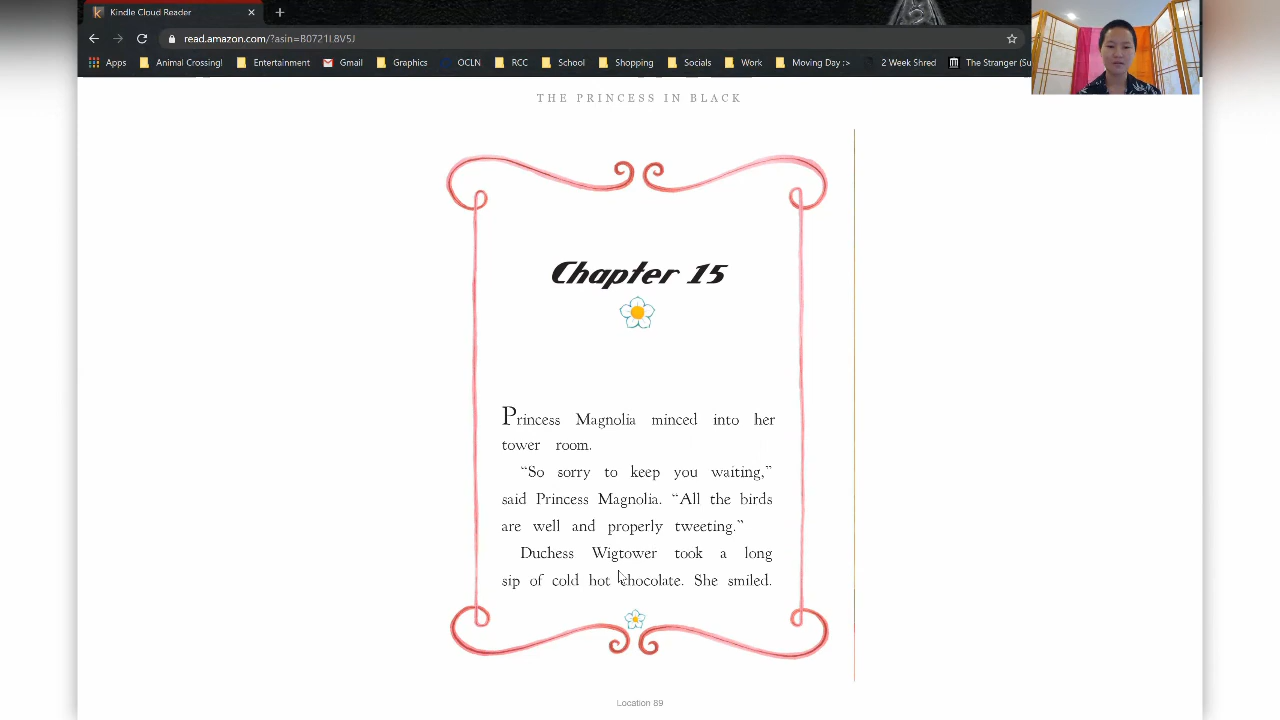 Kindle Cloud Reader
read.amazon.com/?asin=B0721L8V5J
Apps Animal Crossing! Entertainment Gmail Graphics OCLN RCC School Shopping Socials Work Moving Day :> 2 Week Shred The Stranger (Su
THE PRINCESS IN BLACK
Chapter 15
Princess Magnolia minced into her
tower room.
“So sorry to keep you waiting,”
said Princess Magnolia. “All the birds
are well and properly tweeting.”
Duchess Wigtower took a long
sip of cold hot chocolate. She smiled.
Location 89